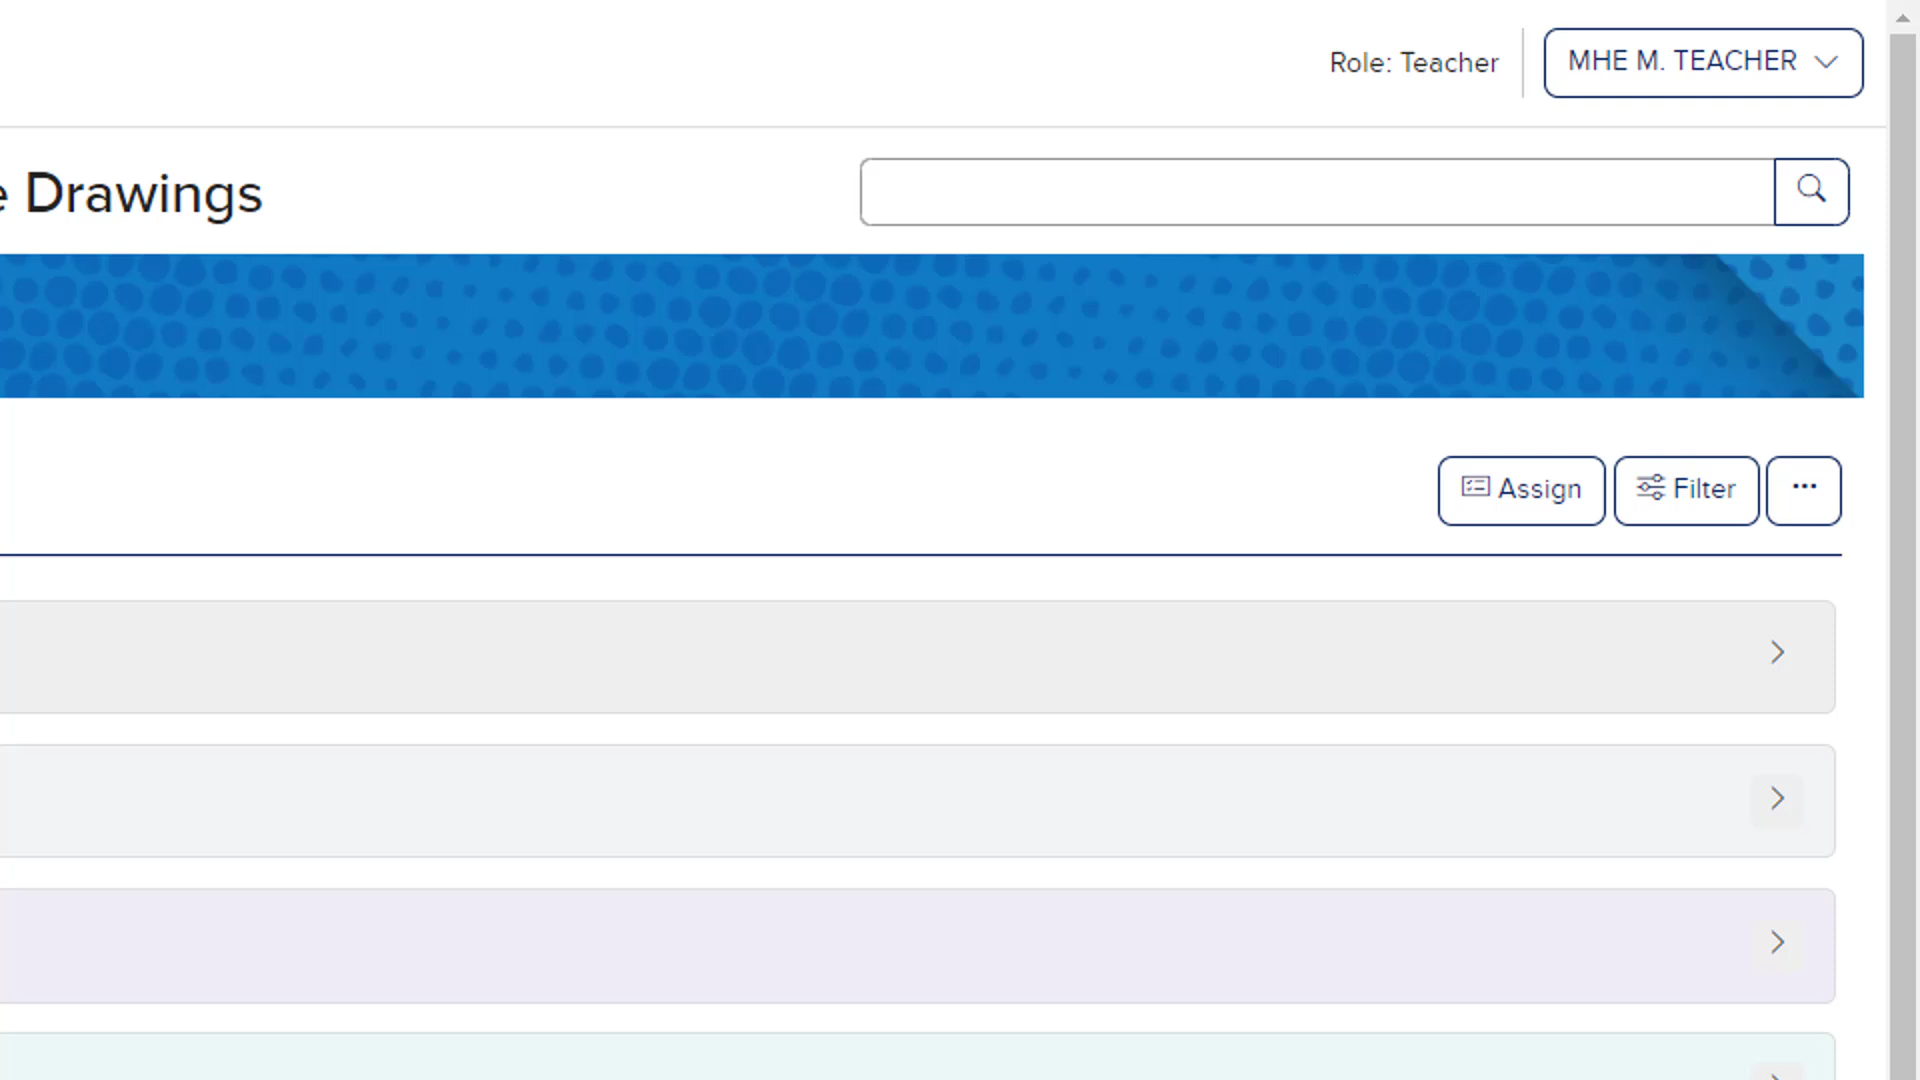 Role: Teacher
MHE M. TEACHER
e Drawings
Assign
Filter